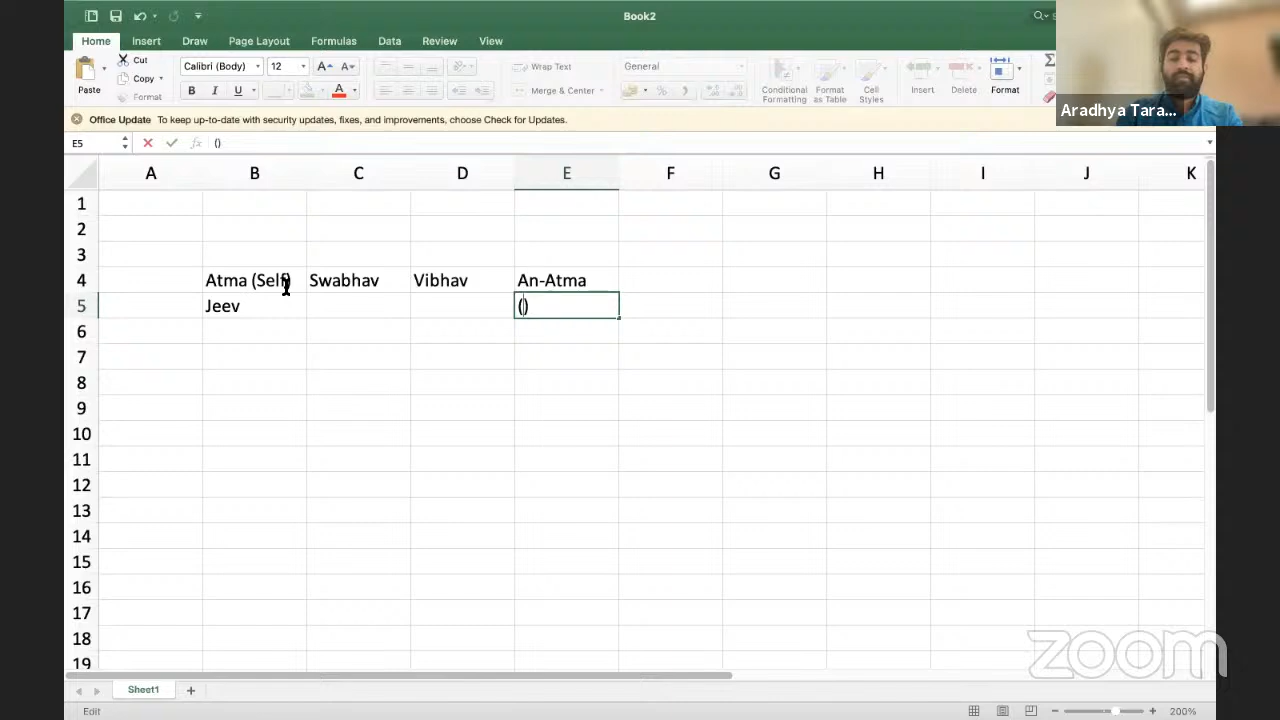 Book2
Home Insert Draw Page Layout Formulas Data Review View
Paste
Cut
Copy
Format
Calibri (Body) 12
B I U
Wrap Text
Merge & Center
General
Conditional Formatting
Format as Table
Cell Styles
Insert
Delete
Format
Aradhya Tara...
Office Update To keep up-to-date with security updates, fixes, and improvements, choose Check for Updates.
E5 fx ()
A B C D E F G H I J K
1
2
3
4 Atma (Self) Swabhav Vibhav An-Atma
5 Jeev ()
6
7
8
9
10
11
12
13
14
15
16
17
18
19
zoom
Sheet1
Edit
200%